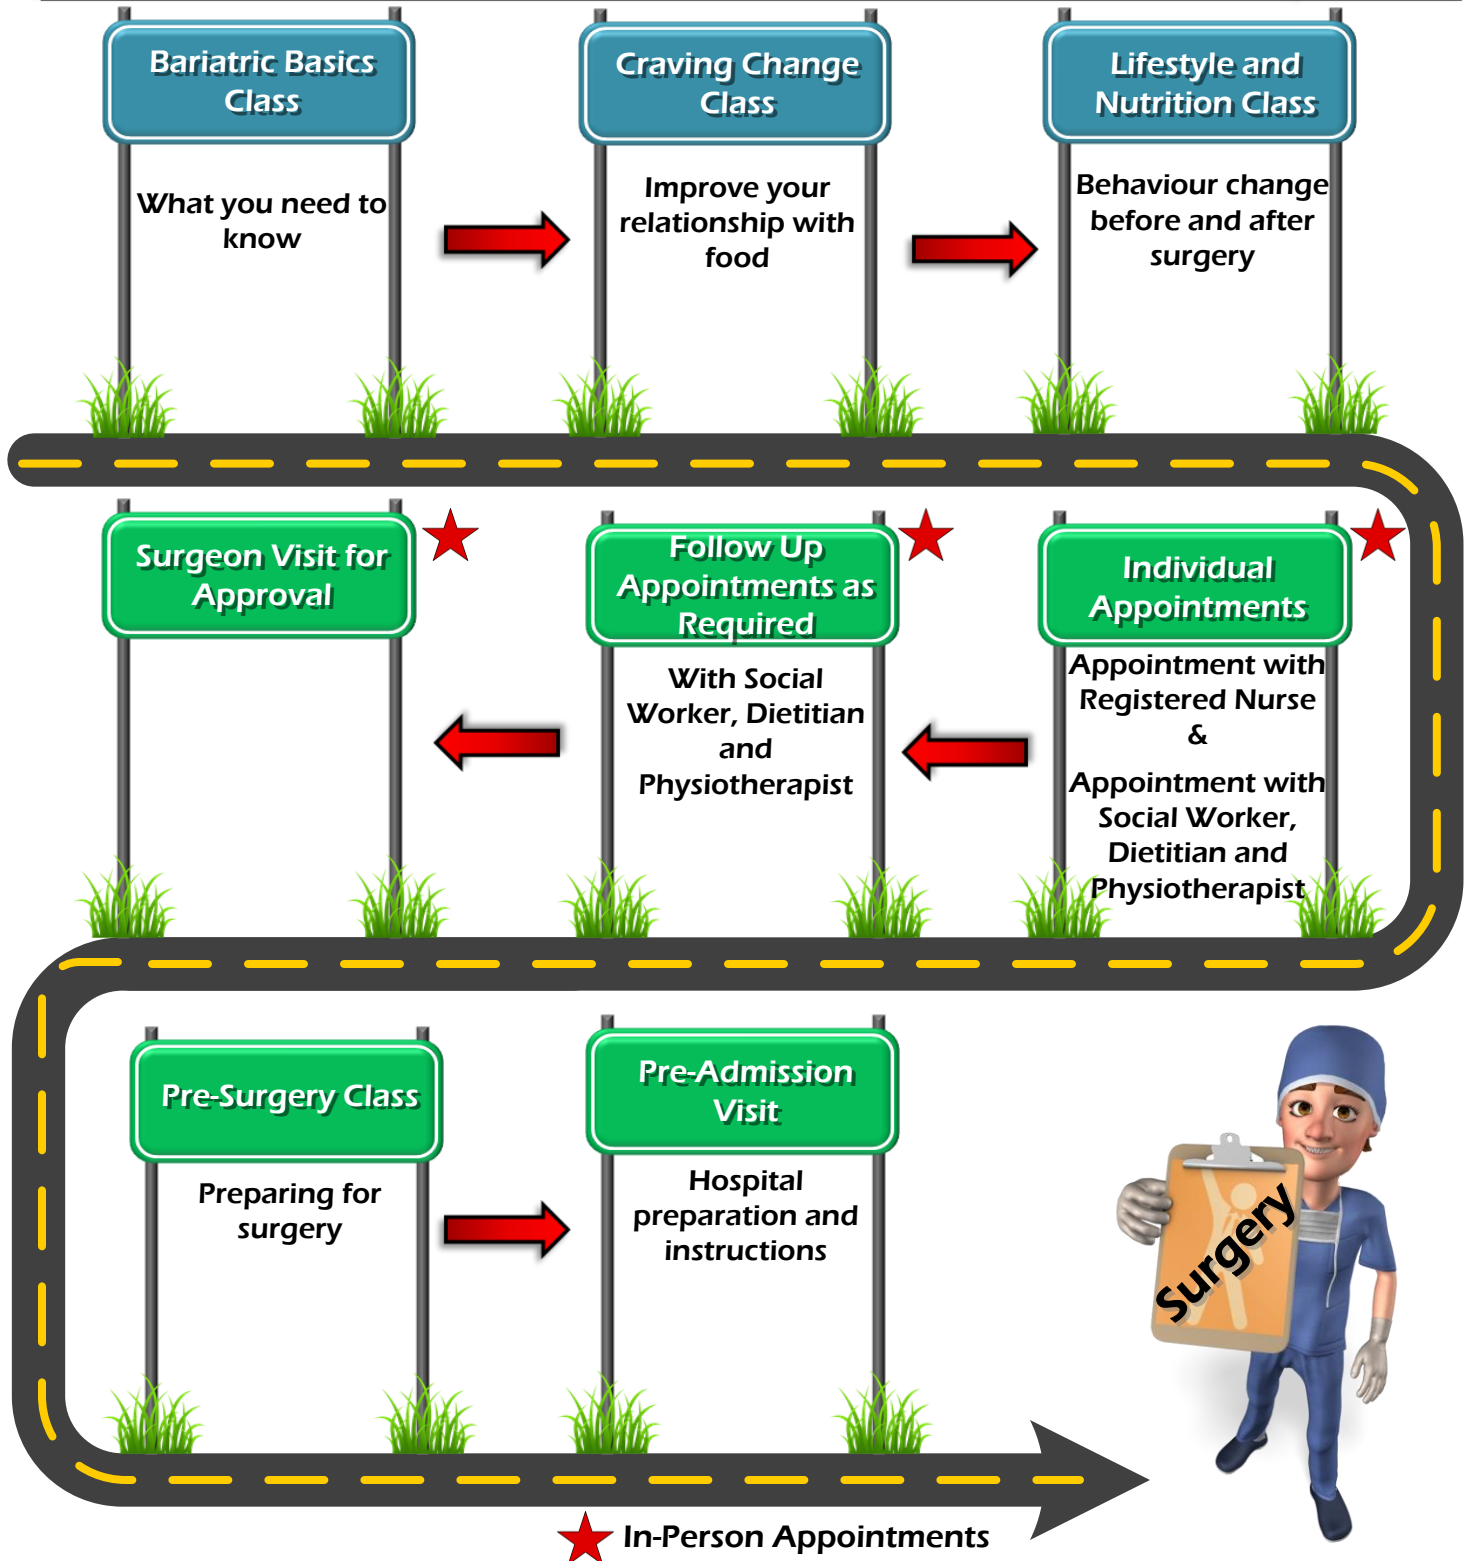 Bariatric Basics
Class
What you need to
know
Craving Change
Class
Improve your
relationship with
food
Lifestyle and
Nutrition Class
Behaviour change
before and after
surgery
Individual
Appointments
Appointment with
Registered Nurse
&
Appointment with
Social Worker,
Dietitian and
Physiotherapist
Follow Up
Appointments as
Required
With Social
Worker, Dietitian
and
Physiotherapist
Surgeon Visit for
Approval
Pre-Surgery Class
Preparing for
surgery
Pre-Admission
Visit
Hospital
preparation and
instructions
Surgery
In-Person Appointments